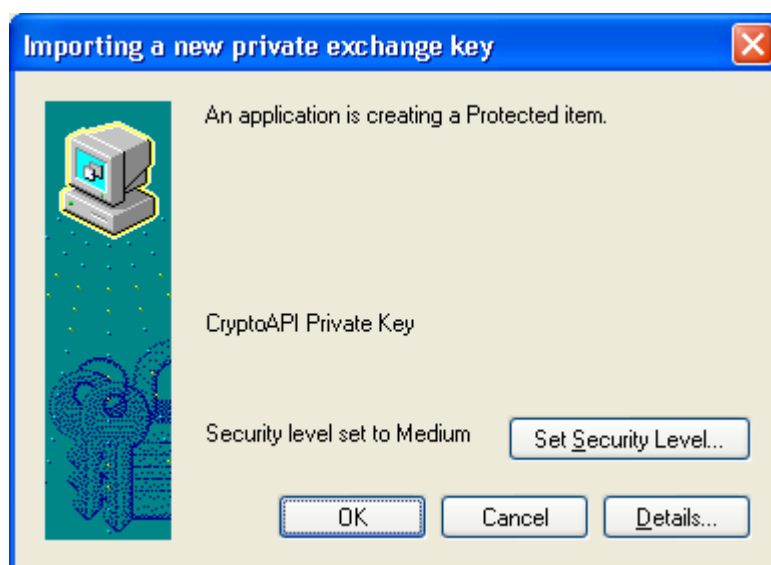 Importing a new private exchange key
An application is creating a Protected item.
CryptoAPI Private Key
Security level set to Medium
Set Security Level...
OK
Cancel
Details...